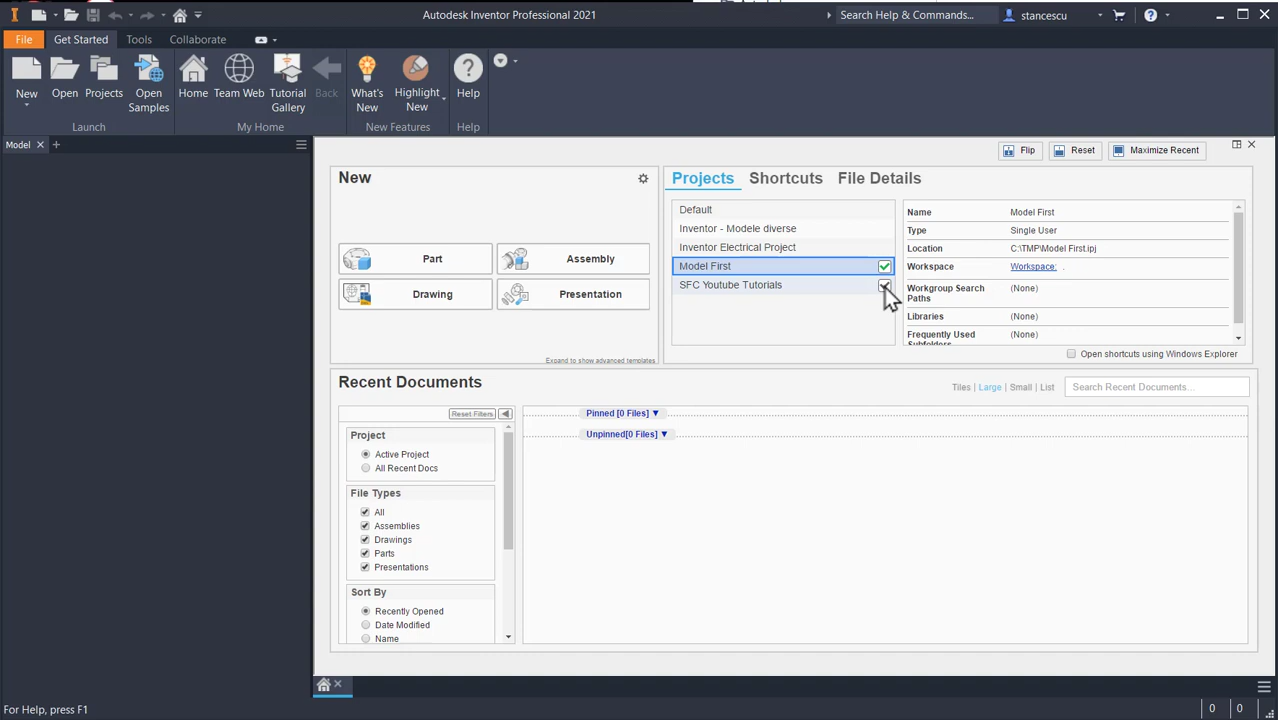 Autodesk Inventor Professional 2021
Search Help & Commands...
stancescu
File
Get Started
Tools
Collaborate
New
Open
Projects
Open Samples
Home
Team Web
Tutorial Gallery
Back
What's New
Highlight New
Help
Launch
My Home
New Features
Help
Model
Flip
Reset
Maximize Recent
New
Part
Assembly
Drawing
Presentation
Expand to show advanced templates
Projects
Shortcuts
File Details
Default
Inventor - Modele diverse
Inventor Electrical Project
Model First
SFC Youtube Tutorials
Name Model First
Type Single User
Location C:\TMP\Model First.ipj
Workspace Workspace: .
Workgroup Search Paths (None)
Libraries (None)
Frequently Used Subfolders (None)
Open shortcuts using Windows Explorer
Recent Documents
Tiles | Large | Small | List
Search Recent Documents...
Reset Filters
Project
Active Project
All Recent Docs
File Types
All
Assemblies
Drawings
Parts
Presentations
Sort By
Recently Opened
Date Modified
Name
Pinned [0 Files]
Unpinned[0 Files]
For Help, press F1
0 0